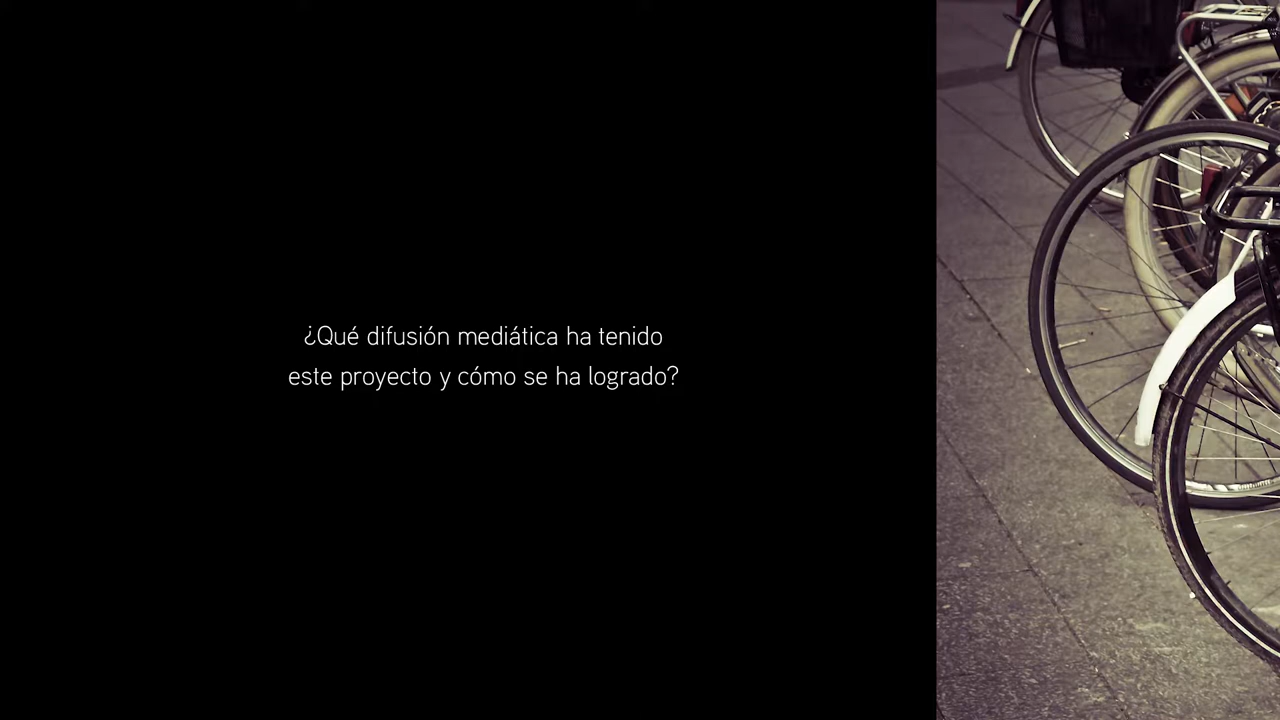 ¿Qué difusión mediática ha tenido
este proyecto y cómo se ha logrado?